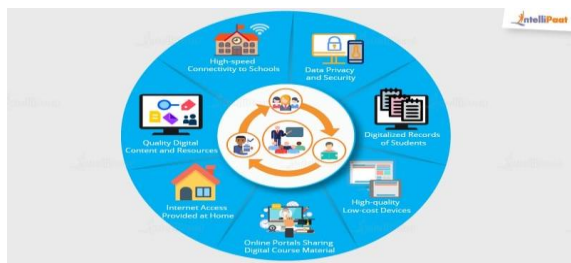 IntelliPaat
High-speed
Connectivity to Schools
Data Privacy
and Security
Digitalized Records
of Students
High-quality
Low-cost Devices
Online Portals Sharing
Digital Course Material
Internet Access
Provided at Home
Quality Digital
Content and Resources